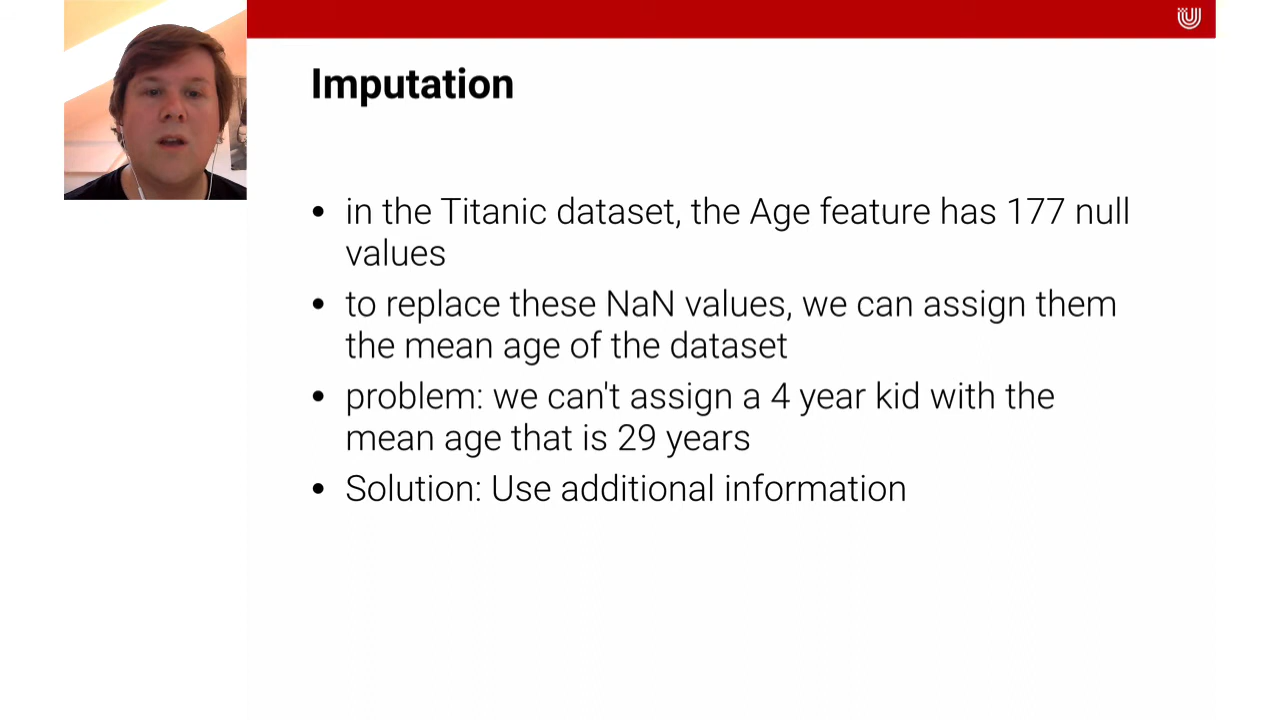 Imputation
• in the Titanic dataset, the Age feature has 177 null
values
• to replace these NaN values, we can assign them
the mean age of the dataset
• problem: we can't assign a 4 year kid with the
mean age that is 29 years
• Solution: Use additional information